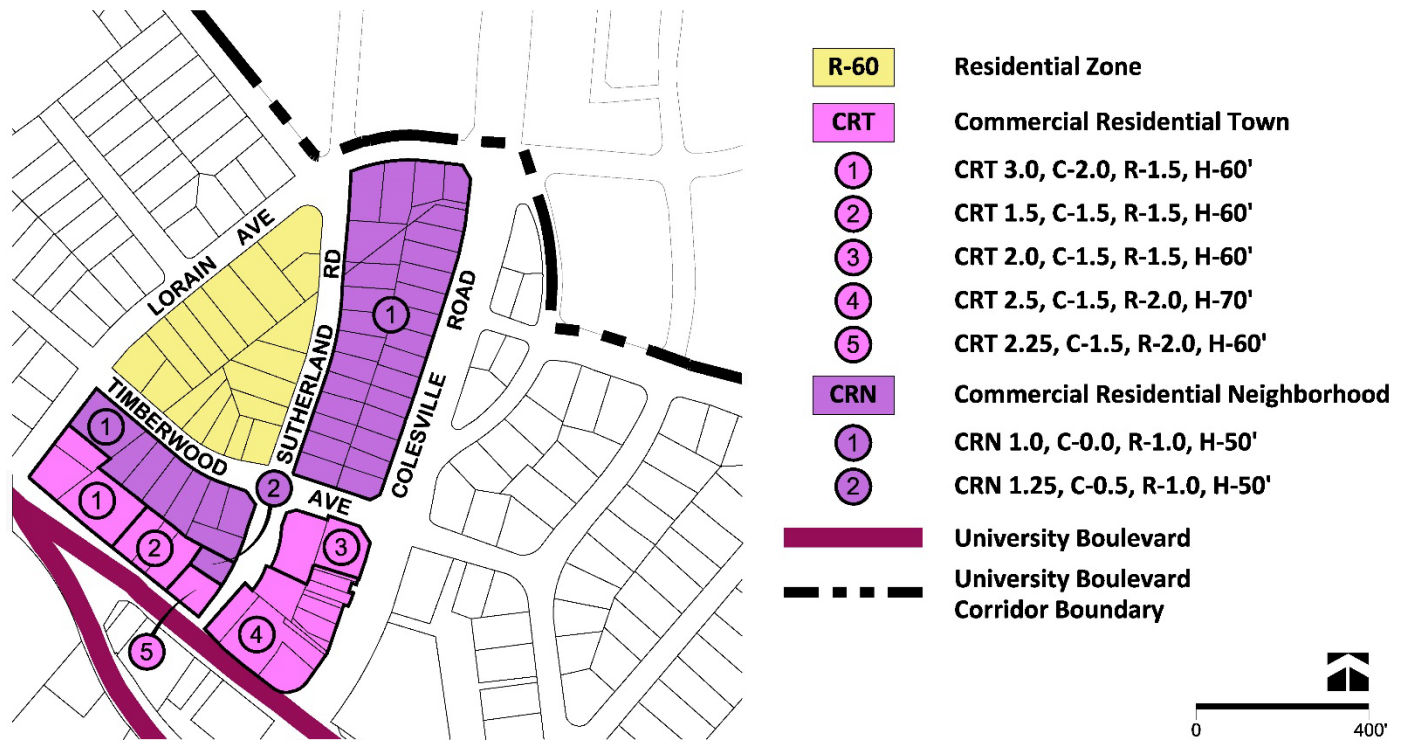 LORAIN AVE
SUTHERLAND RD
COLESVILLE ROAD
TIMBERWOOD AVE
1
1
2
1
2
3
4
5
R-60 Residential Zone
CRT Commercial Residential Town
1 CRT 3.0, C-2.0, R-1.5, H-60'
2 CRT 1.5, C-1.5, R-1.5, H-60'
3 CRT 2.0, C-1.5, R-1.5, H-60'
4 CRT 2.5, C-1.5, R-2.0, H-70'
5 CRT 2.25, C-1.5, R-2.0, H-60'
CRN Commercial Residential Neighborhood
1 CRN 1.0, C-0.0, R-1.0, H-50'
2 CRN 1.25, C-0.5, R-1.0, H-50'
University Boulevard
University Boulevard
Corridor Boundary
0 400'